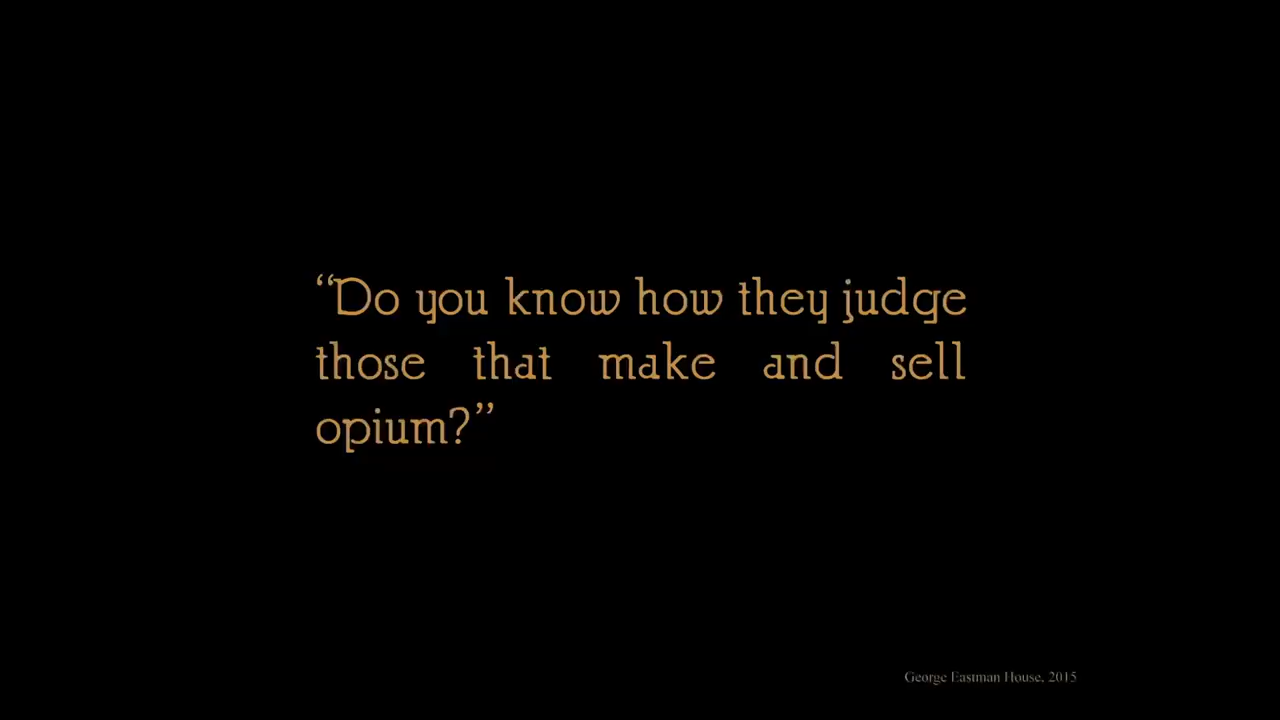 “Do you know how they judge
those that make and sell
opium?”
George Eastman House, 2015